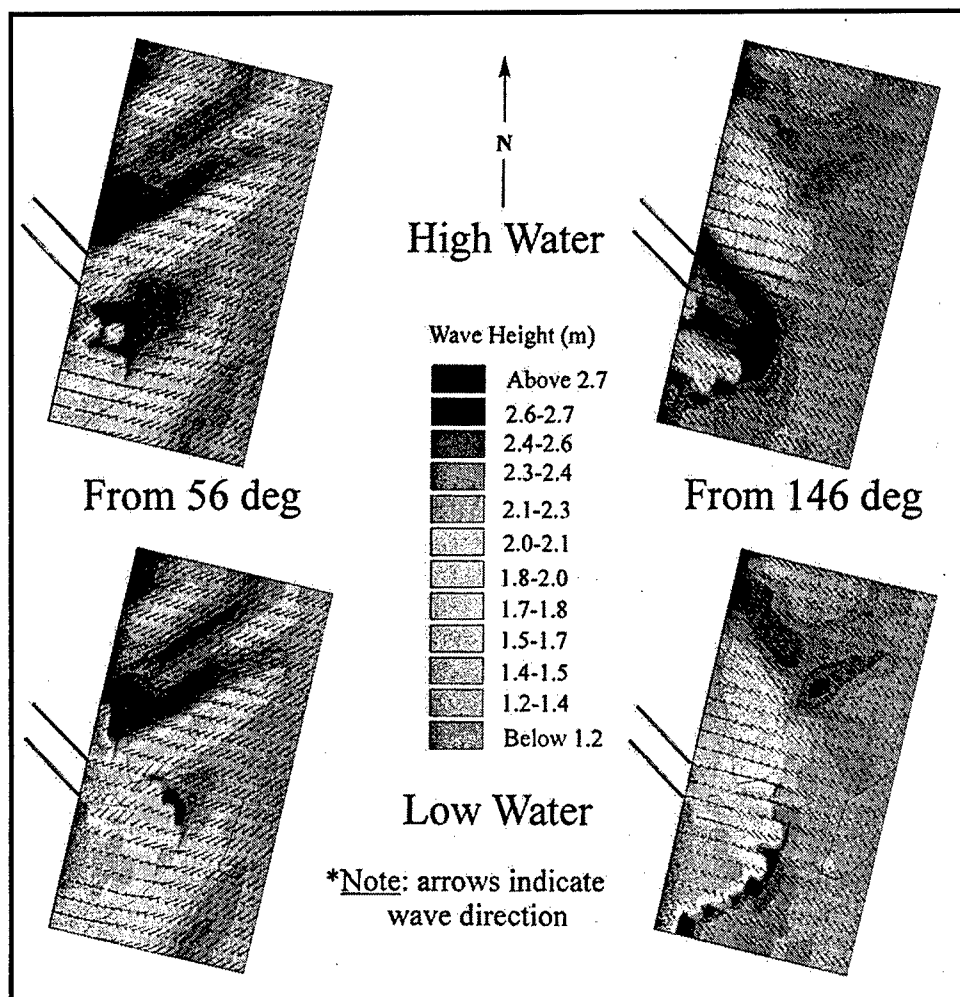 N
High Water
Wave Height (m)
Above 2.7
2.6-2.7
2.4-2.6
2.3-2.4
2.1-2.3
2.0-2.1
1.8-2.0
1.7-1.8
1.5-1.7
1.4-1.5
1.2-1.4
Below 1.2
From 56 deg
From 146 deg
Low Water
*Note: arrows indicate
wave direction